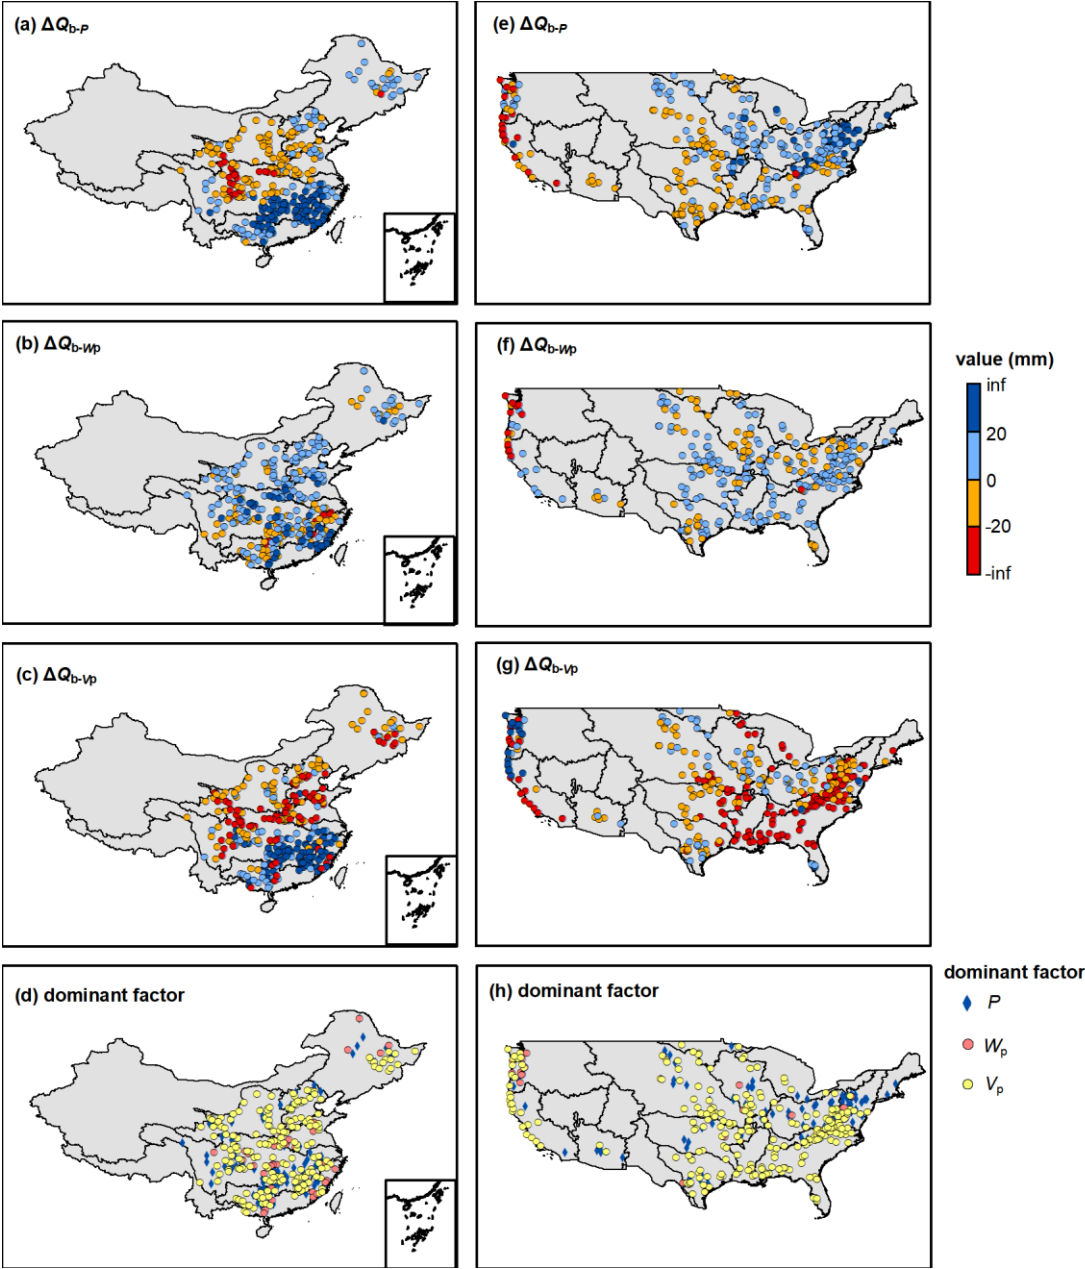 (a) ΔQb-P
(e) ΔQb-P
(b) ΔQb-Wp
(f) ΔQb-Wp
value (mm)
inf
20
0
-20
-inf
(c) ΔQb-Vp
(g) ΔQb-Vp
(d) dominant factor
(h) dominant factor
dominant factor
P
Wp
Vp